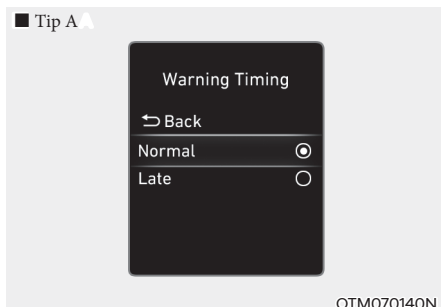 ■ Tip A
Warning Timing
Back
Normal
Late
OTM070140N